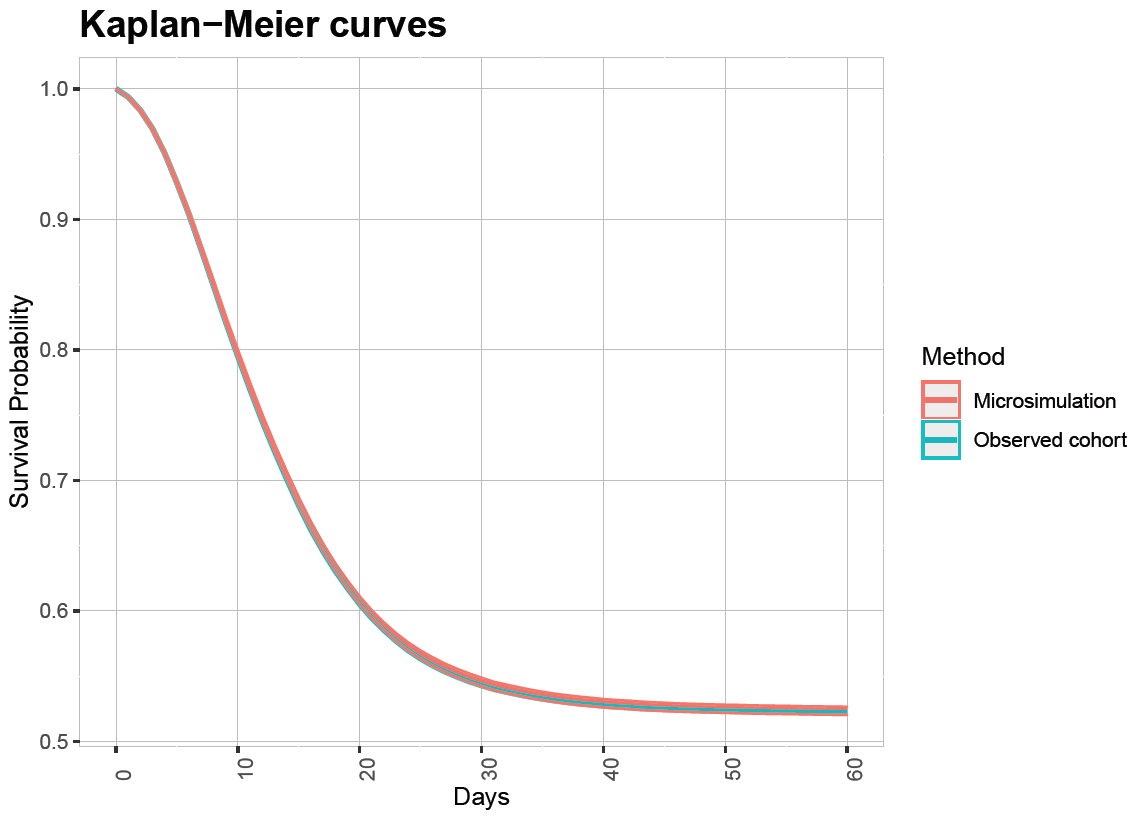 Kaplan−Meier curves
Survival Probability
1.0
0.9
0.8
0.7
0.6
0.5
0
10
20
30
40
50
60
Days
Method
Microsimulation
Observed cohort